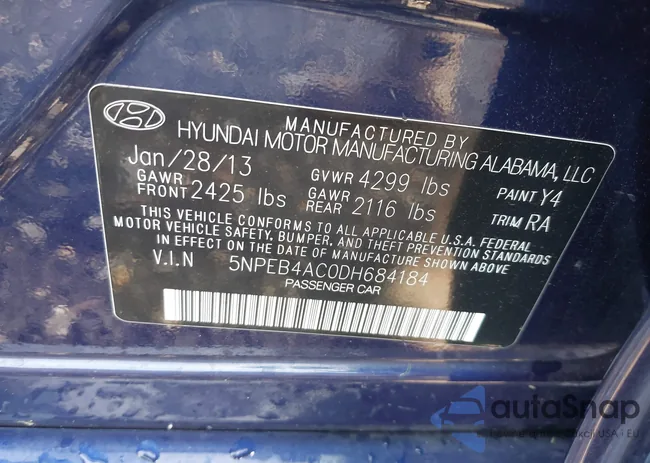 MANUFACTURED BY
HYUNDAI MOTOR MANUFACTURING ALABAMA, LLC
Jan/28/13 GVWR 4299 lbs PAINT Y4
GAWR FRONT 2425 lbs GAWR REAR 2116 lbs TRIM RA
THIS VEHICLE CONFORMS TO ALL APPLICABLE U.S.A. FEDERAL
MOTOR VEHICLE SAFETY, BUMPER, AND THEFT PREVENTION STANDARDS
IN EFFECT ON THE DATE OF MANUFACTURE SHOWN ABOVE
V.I.N 5NPEB4AC0DH684184
PASSENGER CAR
autoSnap
USA • EU